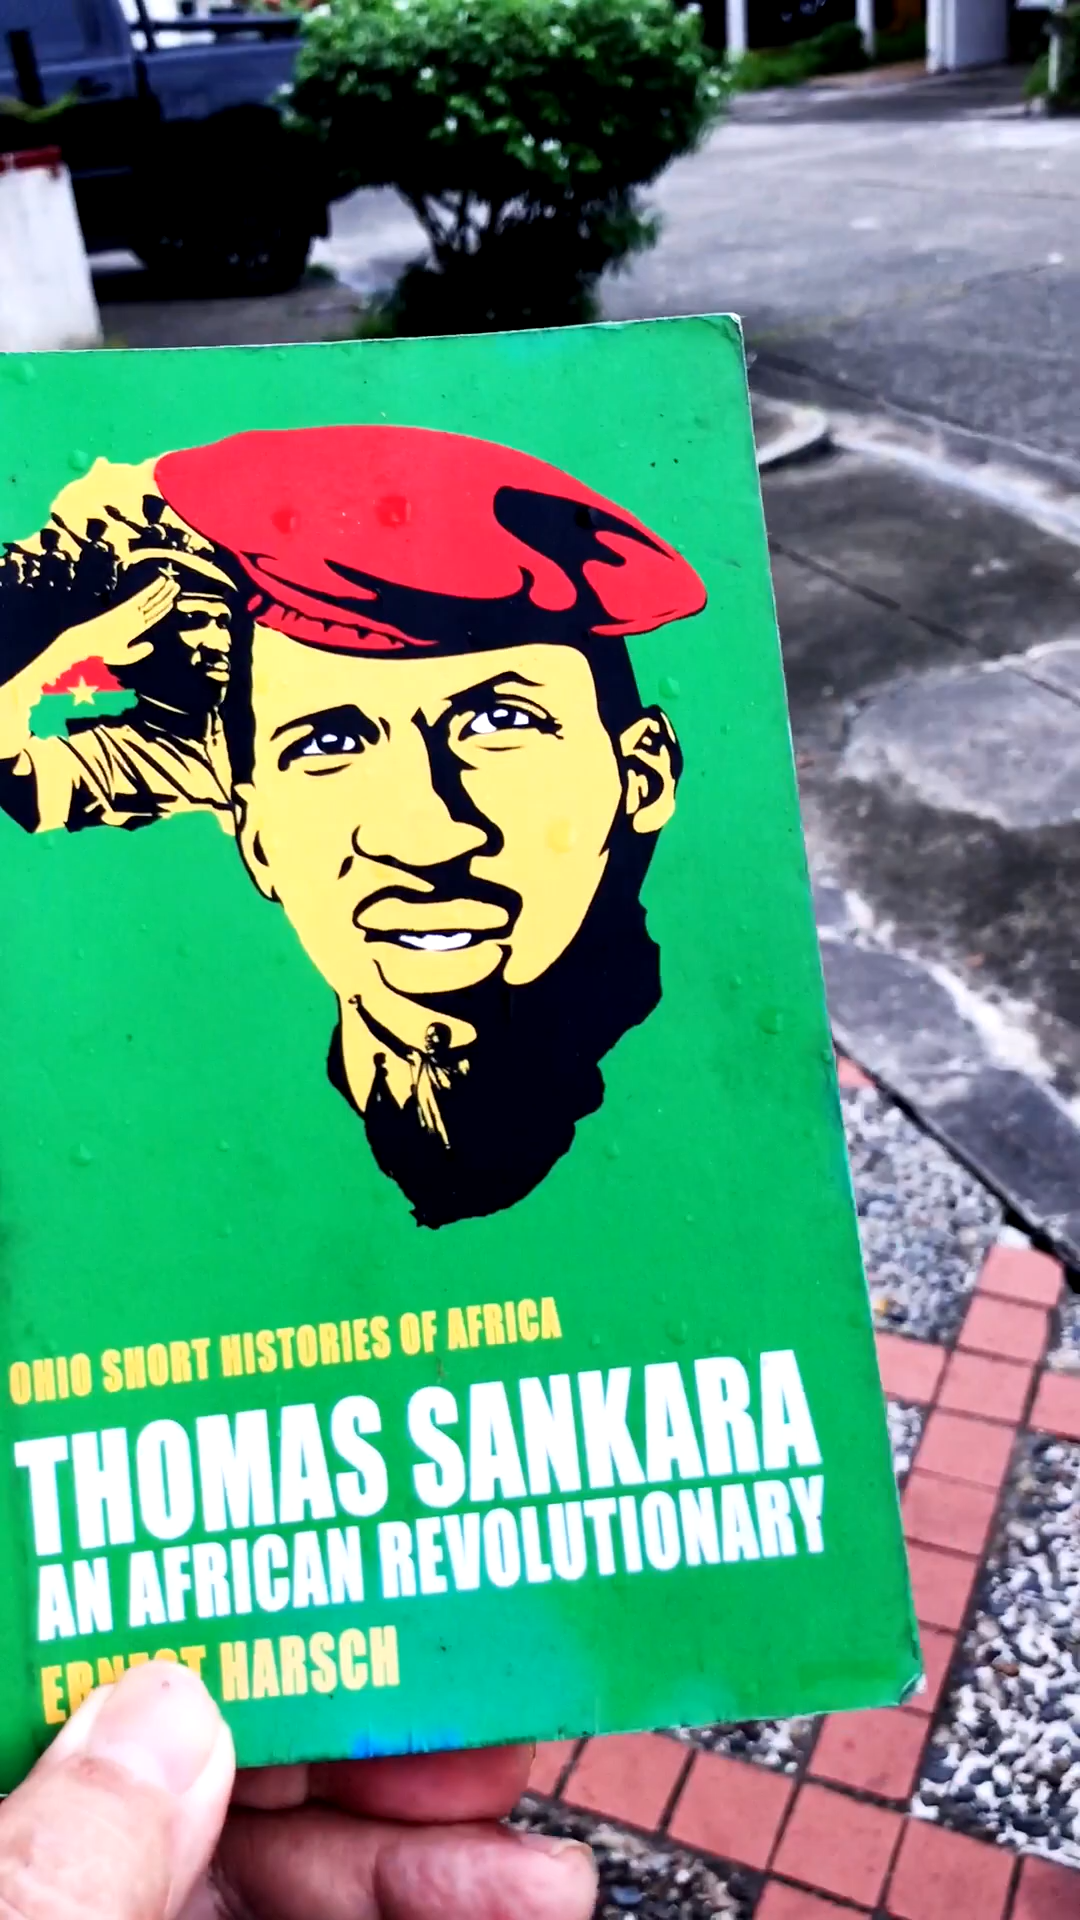 OHIO SHORT HISTORIES OF AFRICA
THOMAS SANKARA
AN AFRICAN REVOLUTIONARY
ERNEST HARSCH